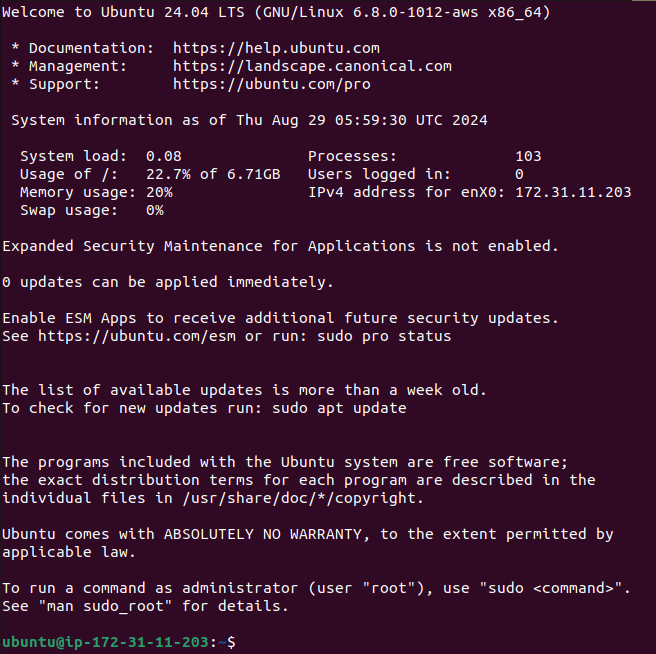 Welcome to Ubuntu 24.04 LTS (GNU/Linux 6.8.0-1012-aws x86_64)

 * Documentation:  https://help.ubuntu.com
 * Management:     https://landscape.canonical.com
 * Support:        https://ubuntu.com/pro

 System information as of Thu Aug 29 05:59:30 UTC 2024

  System load:  0.08              Processes:             103
  Usage of /:   22.7% of 6.71GB   Users logged in:       0
  Memory usage: 20%               IPv4 address for enX0: 172.31.11.203
  Swap usage:   0%

Expanded Security Maintenance for Applications is not enabled.

0 updates can be applied immediately.

Enable ESM Apps to receive additional future security updates.
See https://ubuntu.com/esm or run: sudo pro status


The list of available updates is more than a week old.
To check for new updates run: sudo apt update


The programs included with the Ubuntu system are free software;
the exact distribution terms for each program are described in the
individual files in /usr/share/doc/*/copyright.

Ubuntu comes with ABSOLUTELY NO WARRANTY, to the extent permitted by
applicable law.

To run a command as administrator (user "root"), use "sudo <command>".
See "man sudo_root" for details.

ubuntu@ip-172-31-11-203:~$